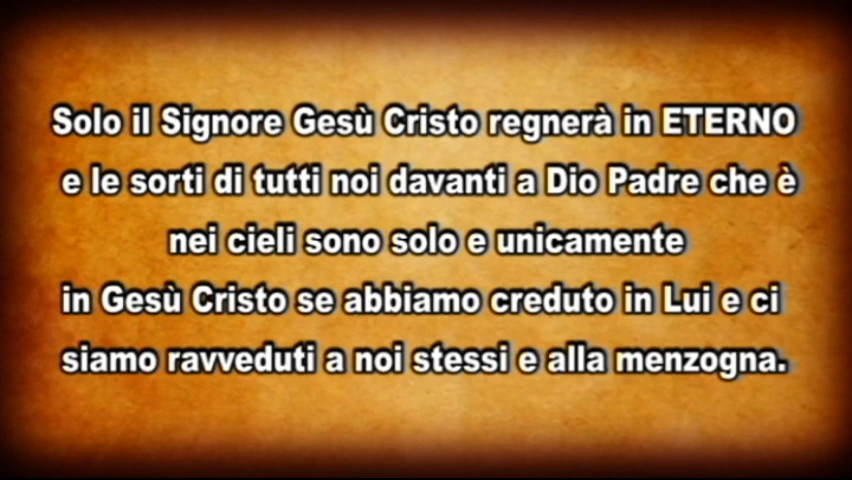 Solo il Signore Gesù Cristo regnerà in ETERNO
e le sorti di tutti noi davanti a Dio Padre che è
nei cieli sono solo e unicamente
in Gesù Cristo se abbiamo creduto in Lui e ci
siamo ravveduti a noi stessi e alla menzogna.